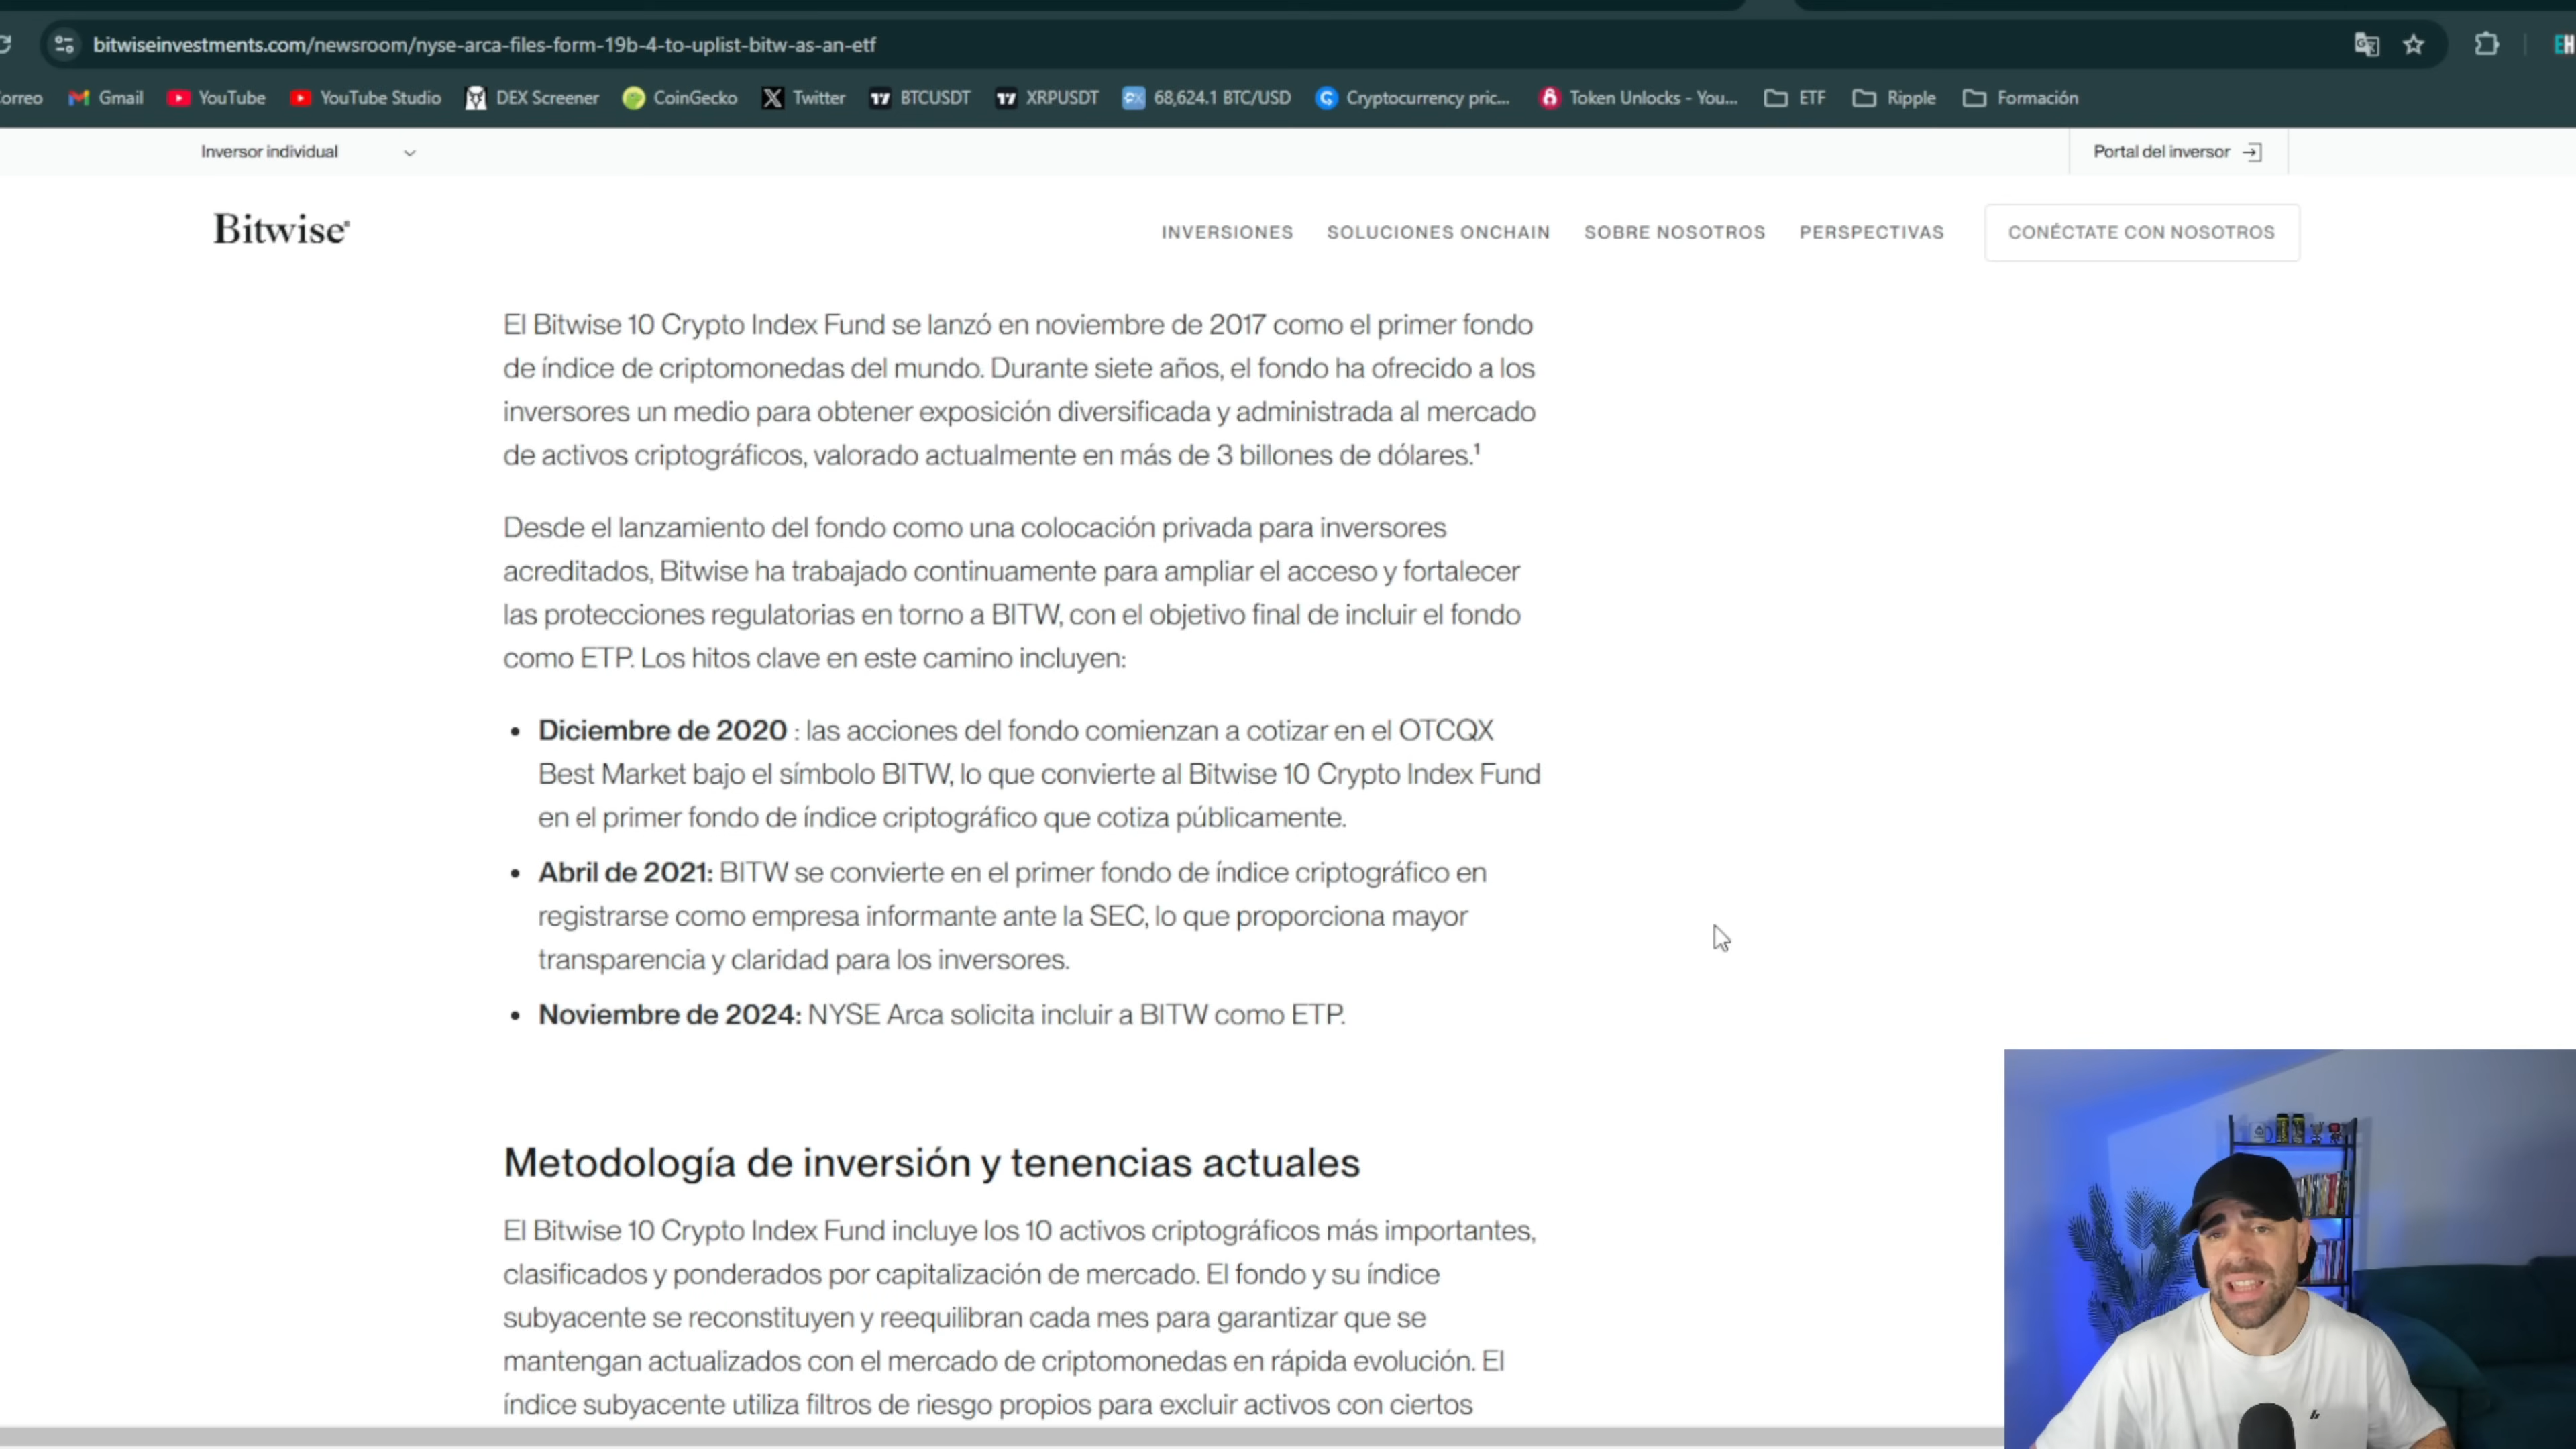 bitwiseinvestments.com/newsroom/nyse-arca-files-form-19b-4-to-uplist-bitw-as-an-etf
orreo Gmail YouTube YouTube Studio DEX Screener CoinGecko Twitter BTCUSDT XRPUSDT 68,624.1 BTC/USD Cryptocurrency pric... Token Unlocks - You... ETF Ripple Formación
Inversor individual Portal del inversor
Bitwise INVERSIONES SOLUCIONES ONCHAIN SOBRE NOSOTROS PERSPECTIVAS CONÉCTATE CON NOSOTROS
El Bitwise 10 Crypto Index Fund se lanzó en noviembre de 2017 como el primer fondo
de índice de criptomonedas del mundo. Durante siete años, el fondo ha ofrecido a los
inversores un medio para obtener exposición diversificada y administrada al mercado
de activos criptográficos, valorado actualmente en más de 3 billones de dólares.¹
Desde el lanzamiento del fondo como una colocación privada para inversores
acreditados, Bitwise ha trabajado continuamente para ampliar el acceso y fortalecer
las protecciones regulatorias en torno a BITW, con el objetivo final de incluir el fondo
como ETP. Los hitos clave en este camino incluyen:
• Diciembre de 2020 : las acciones del fondo comienzan a cotizar en el OTCQX
Best Market bajo el símbolo BITW, lo que convierte al Bitwise 10 Crypto Index Fund
en el primer fondo de índice criptográfico que cotiza públicamente.
• Abril de 2021: BITW se convierte en el primer fondo de índice criptográfico en
registrarse como empresa informante ante la SEC, lo que proporciona mayor
transparencia y claridad para los inversores.
• Noviembre de 2024: NYSE Arca solicita incluir a BITW como ETP.
Metodología de inversión y tenencias actuales
El Bitwise 10 Crypto Index Fund incluye los 10 activos criptográficos más importantes,
clasificados y ponderados por capitalización de mercado. El fondo y su índice
subyacente se reconstituyen y reequilibran cada mes para garantizar que se
mantengan actualizados con el mercado de criptomonedas en rápida evolución. El
índice subyacente utiliza filtros de riesgo propios para excluir activos con ciertos